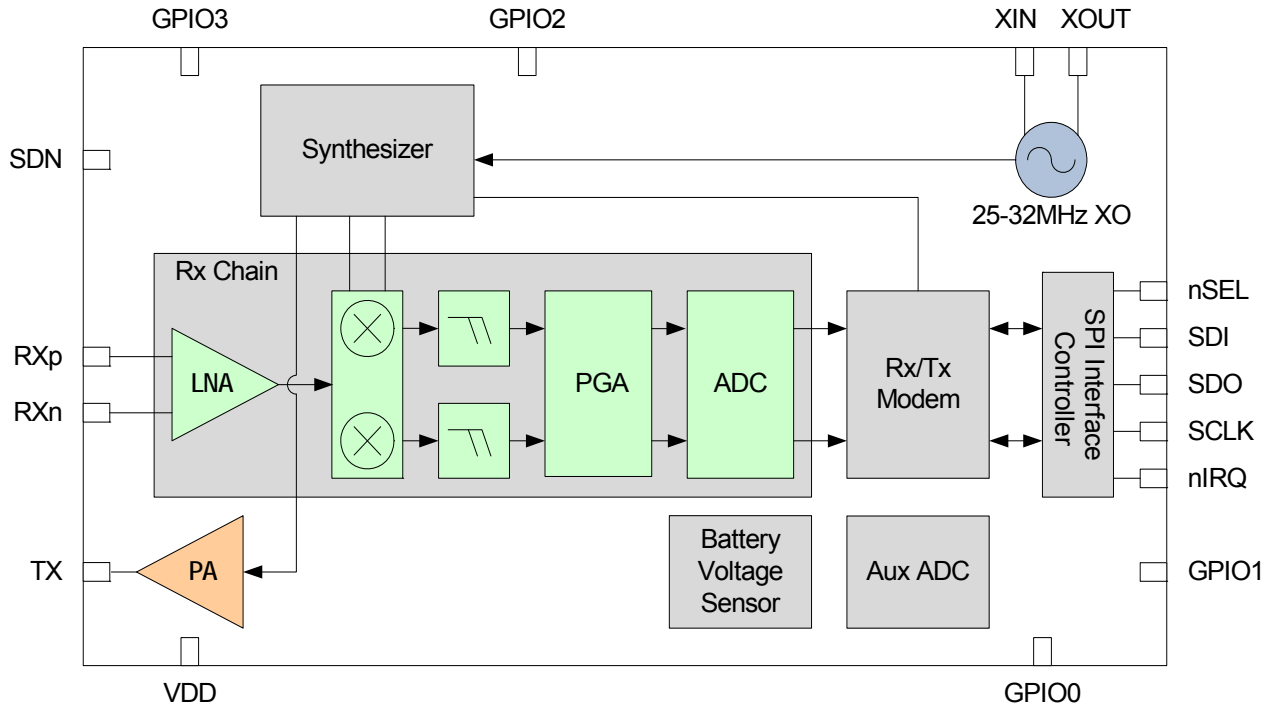 GPIO3
GPIO2
XIN
XOUT
SDN
Synthesizer
25-32MHz XO
Rx Chain
nSEL
SDI
SDO
SCLK
nIRQ
SPI Interface
Controller
RXp
RXn
LNA
PGA
ADC
Rx/Tx
Modem
TX
PA
Battery
Voltage
Sensor
Aux ADC
GPIO1
VDD
GPIO0